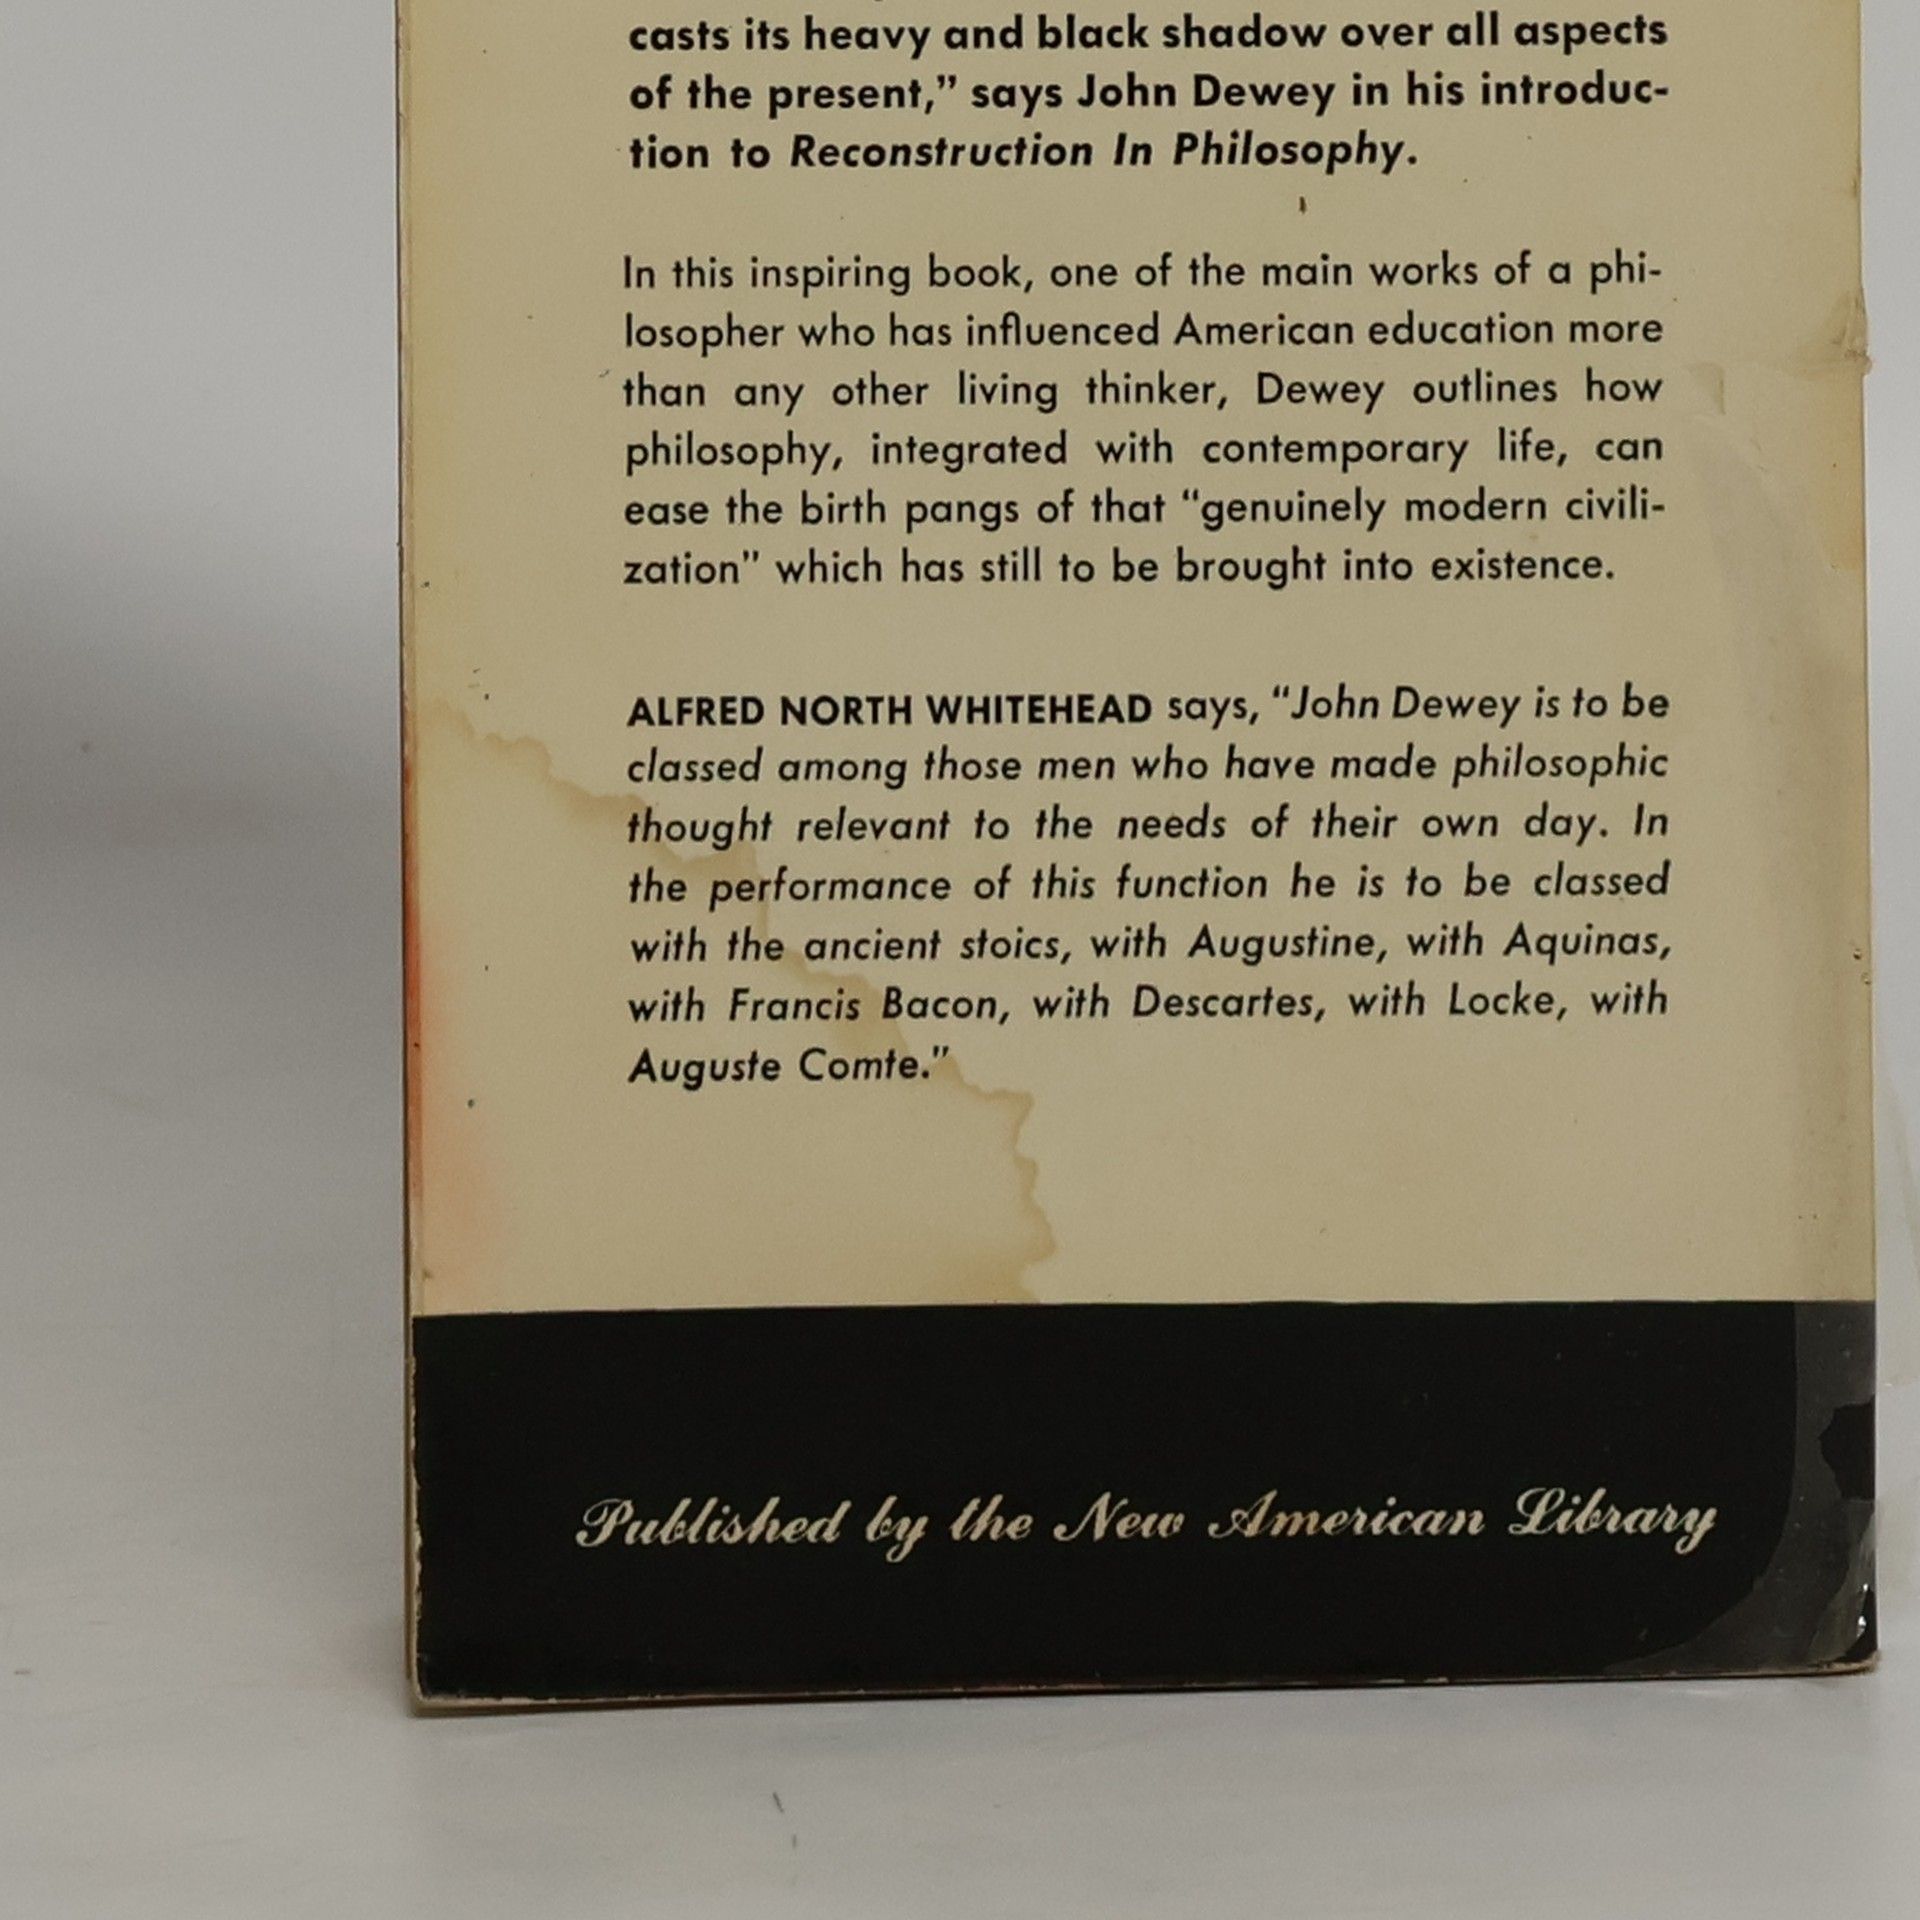 casts its heavy and black shadow over all aspects
of the present,” says John Dewey in his introduc-
tion to Reconstruction In Philosophy.
In this inspiring book, one of the main works of a phi-
losopher who has influenced American education more
than any other living thinker, Dewey outlines how
philosophy, integrated with contemporary life, can
ease the birth pangs of that “genuinely modern civili-
zation” which has still to be brought into existence.
ALFRED NORTH WHITEHEAD says, “John Dewey is to be
classed among those men who have made philosophic
thought relevant to the needs of their own day. In
the performance of this function he is to be classed
with the ancient stoics, with Augustine, with Aquinas,
with Francis Bacon, with Descartes, with Locke, with
Auguste Comte.”
Published by the New American Library